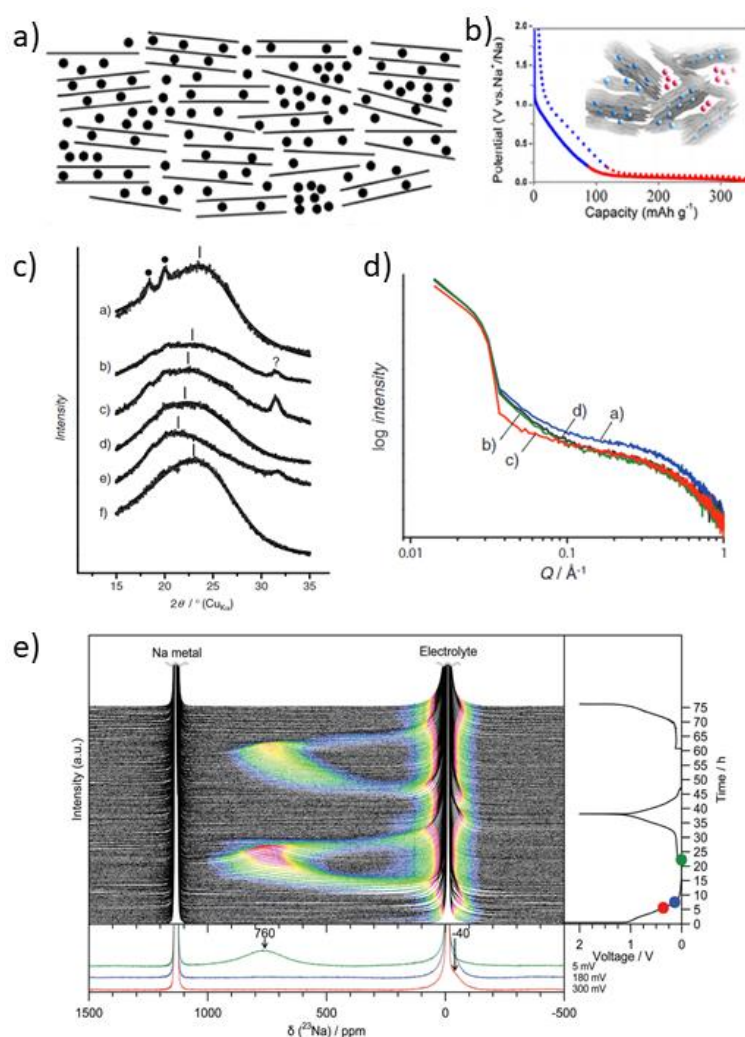 a)
b)
2.0
1.5
1.0
0.5
0.0
Potential (V vs.Na⁺/Na)
0 100 200 300
Capacity (mAh g⁻¹)
c)
a)
b)
?
c)
d)
e)
f)
Intensity
15 20 25 30 35
2θ / ° (CuKα)
d)
log intensity
d)
a)
b)
c)
0.01 0.1 1
Q / Å⁻¹
e)
Na metal
Electrolyte
Intensity (a.u.)
75
70
65
60
55
50
45
40
35
30
25
20
15
10
5
0
Time / h
2 1 0
Voltage / V
760
-40
5 mV
180 mV
300 mV
1500 1000 500 0 -500
δ (²³Na) / ppm